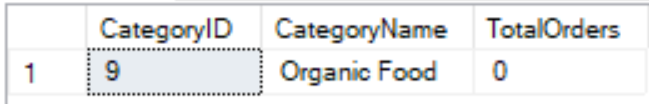 CategoryID CategoryName TotalOrders
1 9 Organic Food 0